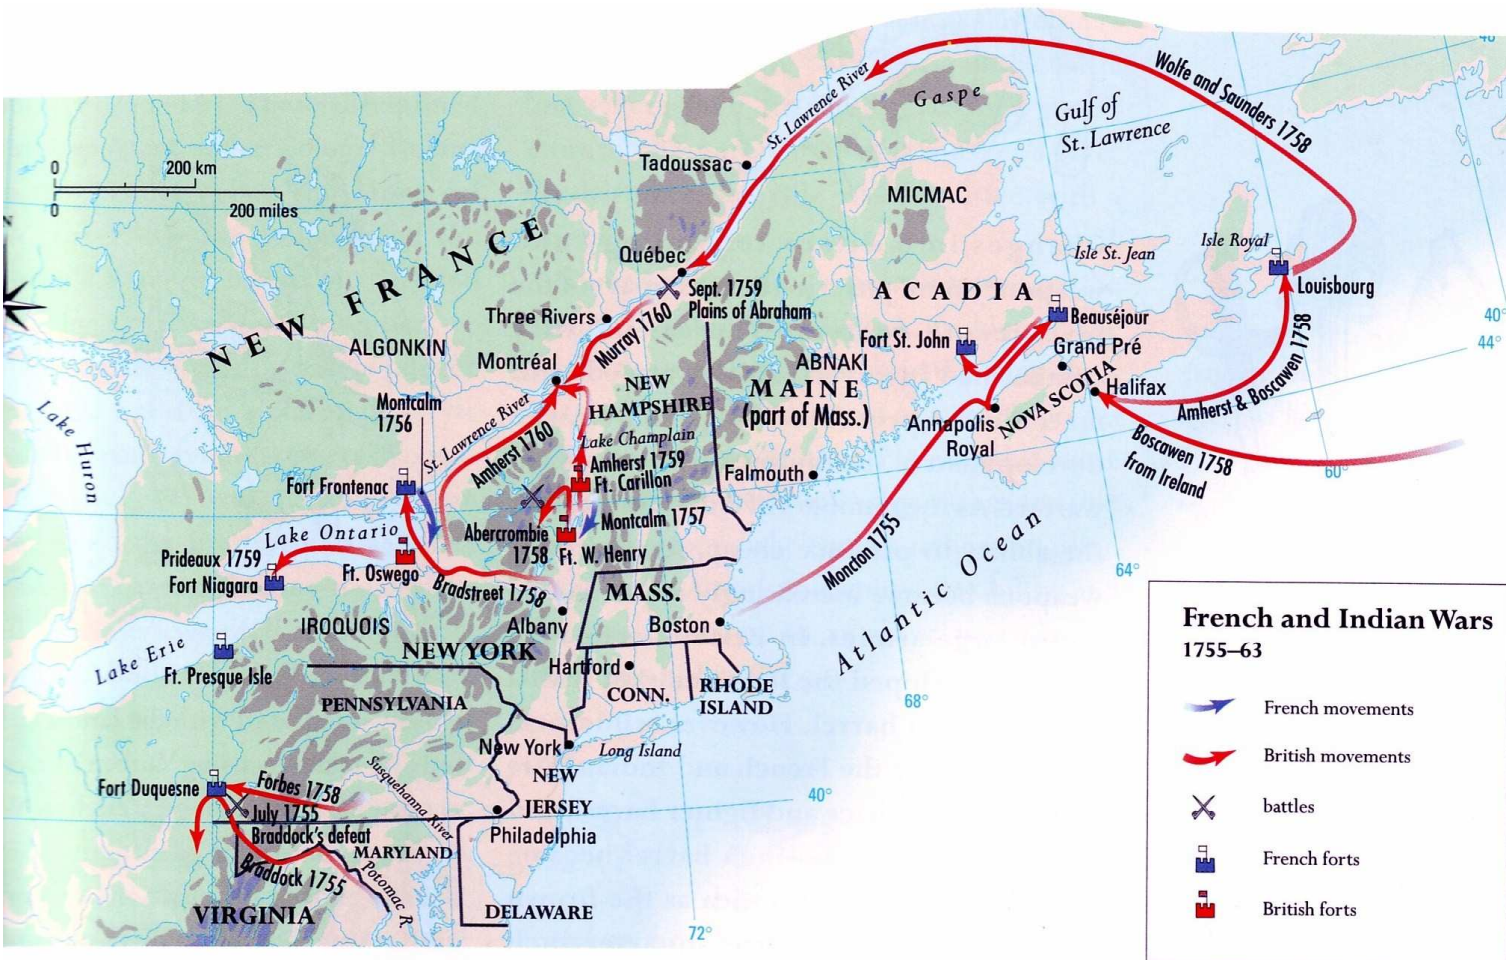 48°
Wolfe and Saunders 1758
St. Lawrence River
Gaspe
Gulf of
St. Lawrence
0
200 km
0
200 miles
Tadoussac
MICMAC
NEW FRANCE
Québec
Isle St. Jean
Isle Royal
Sept. 1759
Plains of Abraham
ACADIA
Louisbourg
Three Rivers
Murray 1760
Beauséjour
40°
ALGONKIN
Fort St. John
44°
Montréal
ABNAKI
Grand Pré
NEW
HAMPSHIRE
MAINE
(part of Mass.)
NOVA SCOTIA
Halifax
Amherst & Boscawen 1758
Montcalm
1756
St. Lawrence River
Annapolis
Royal
Lake Huron
Lake Champlain
Amherst 1760
Amherst 1759
Ft. Carillon
Falmouth
Boscawen 1758
from Ireland
60°
Fort Frontenac
Lake Ontario
Abercrombie
1758
Montcalm 1757
Ft. W. Henry
Prideaux 1759
Fort Niagara
Ft. Oswego
Bradstreet 1758
Moncton 1755
64°
Atlantic Ocean
MASS.
Albany
Boston
IROQUOIS
Lake Erie
NEW YORK
Ft. Presque Isle
Hartford
CONN.
RHODE
ISLAND
68°
PENNSYLVANIA
New York
Long Island
NEW
JERSEY
40°
Fort Duquesne
Forbes 1758
Susquehanna River
July 1755
Braddock's defeat
Philadelphia
MARYLAND
Braddock 1755
Potomac R.
VIRGINIA
DELAWARE
72°
French and Indian Wars
1755–63
French movements
British movements
battles
French forts
British forts